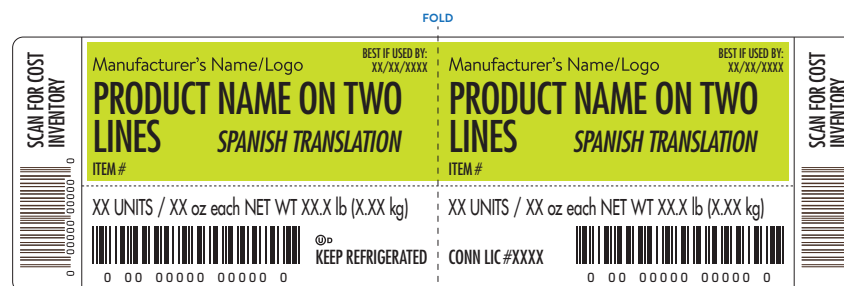 FOLD
SCAN FOR COST
INVENTORY
0 00000 00000 0
Manufacturer's Name/Logo
BEST IF USED BY:
XX/XX/XXXX
PRODUCT NAME ON TWO
LINES SPANISH TRANSLATION
ITEM #
XX UNITS / XX oz each NET WT XX.X lb (X.XX kg)
0 00 00000 00000 0
U D
KEEP REFRIGERATED
Manufacturer's Name/Logo
BEST IF USED BY:
XX/XX/XXXX
PRODUCT NAME ON TWO
LINES SPANISH TRANSLATION
ITEM #
XX UNITS / XX oz each NET WT XX.X lb (X.XX kg)
CONN LIC #XXXX
0 00 00000 00000 0
SCAN FOR COST
INVENTORY